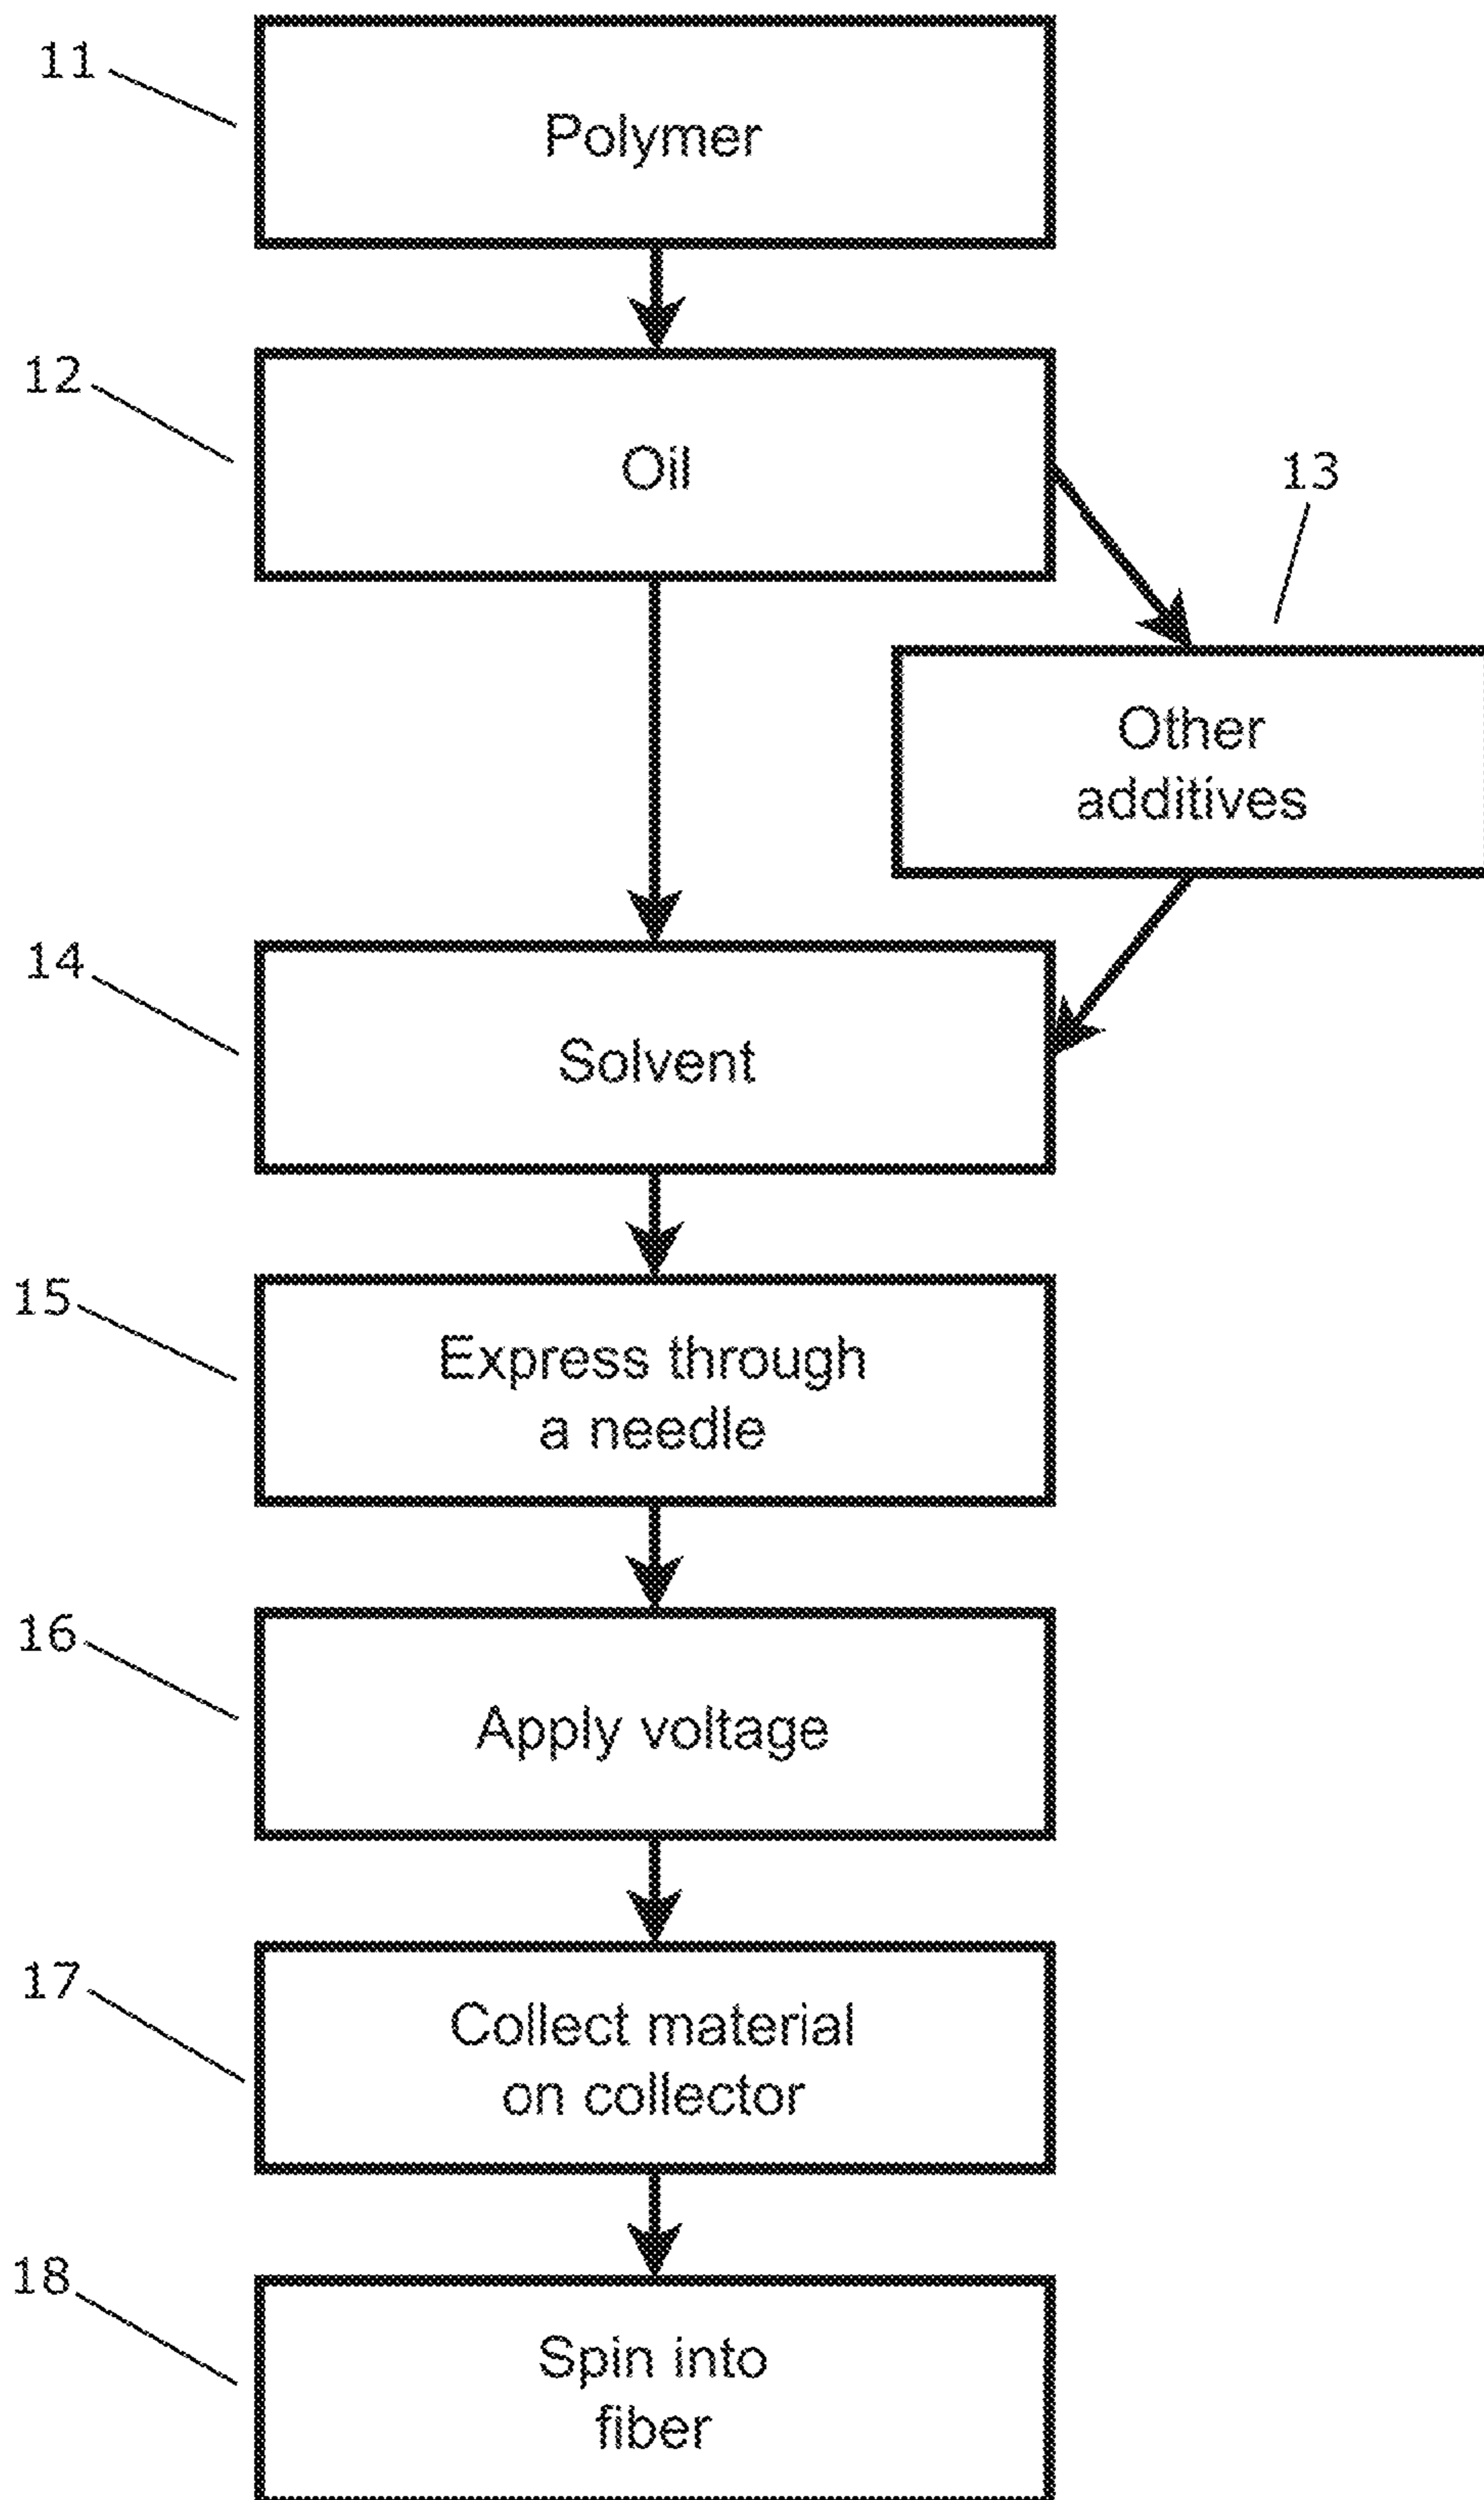 11
Polymer
12
Oil
13
Other
additives
14
Solvent
15
Express through
a needle
16
Apply voltage
17
Collect material
on collector
18
Spin into
fiber